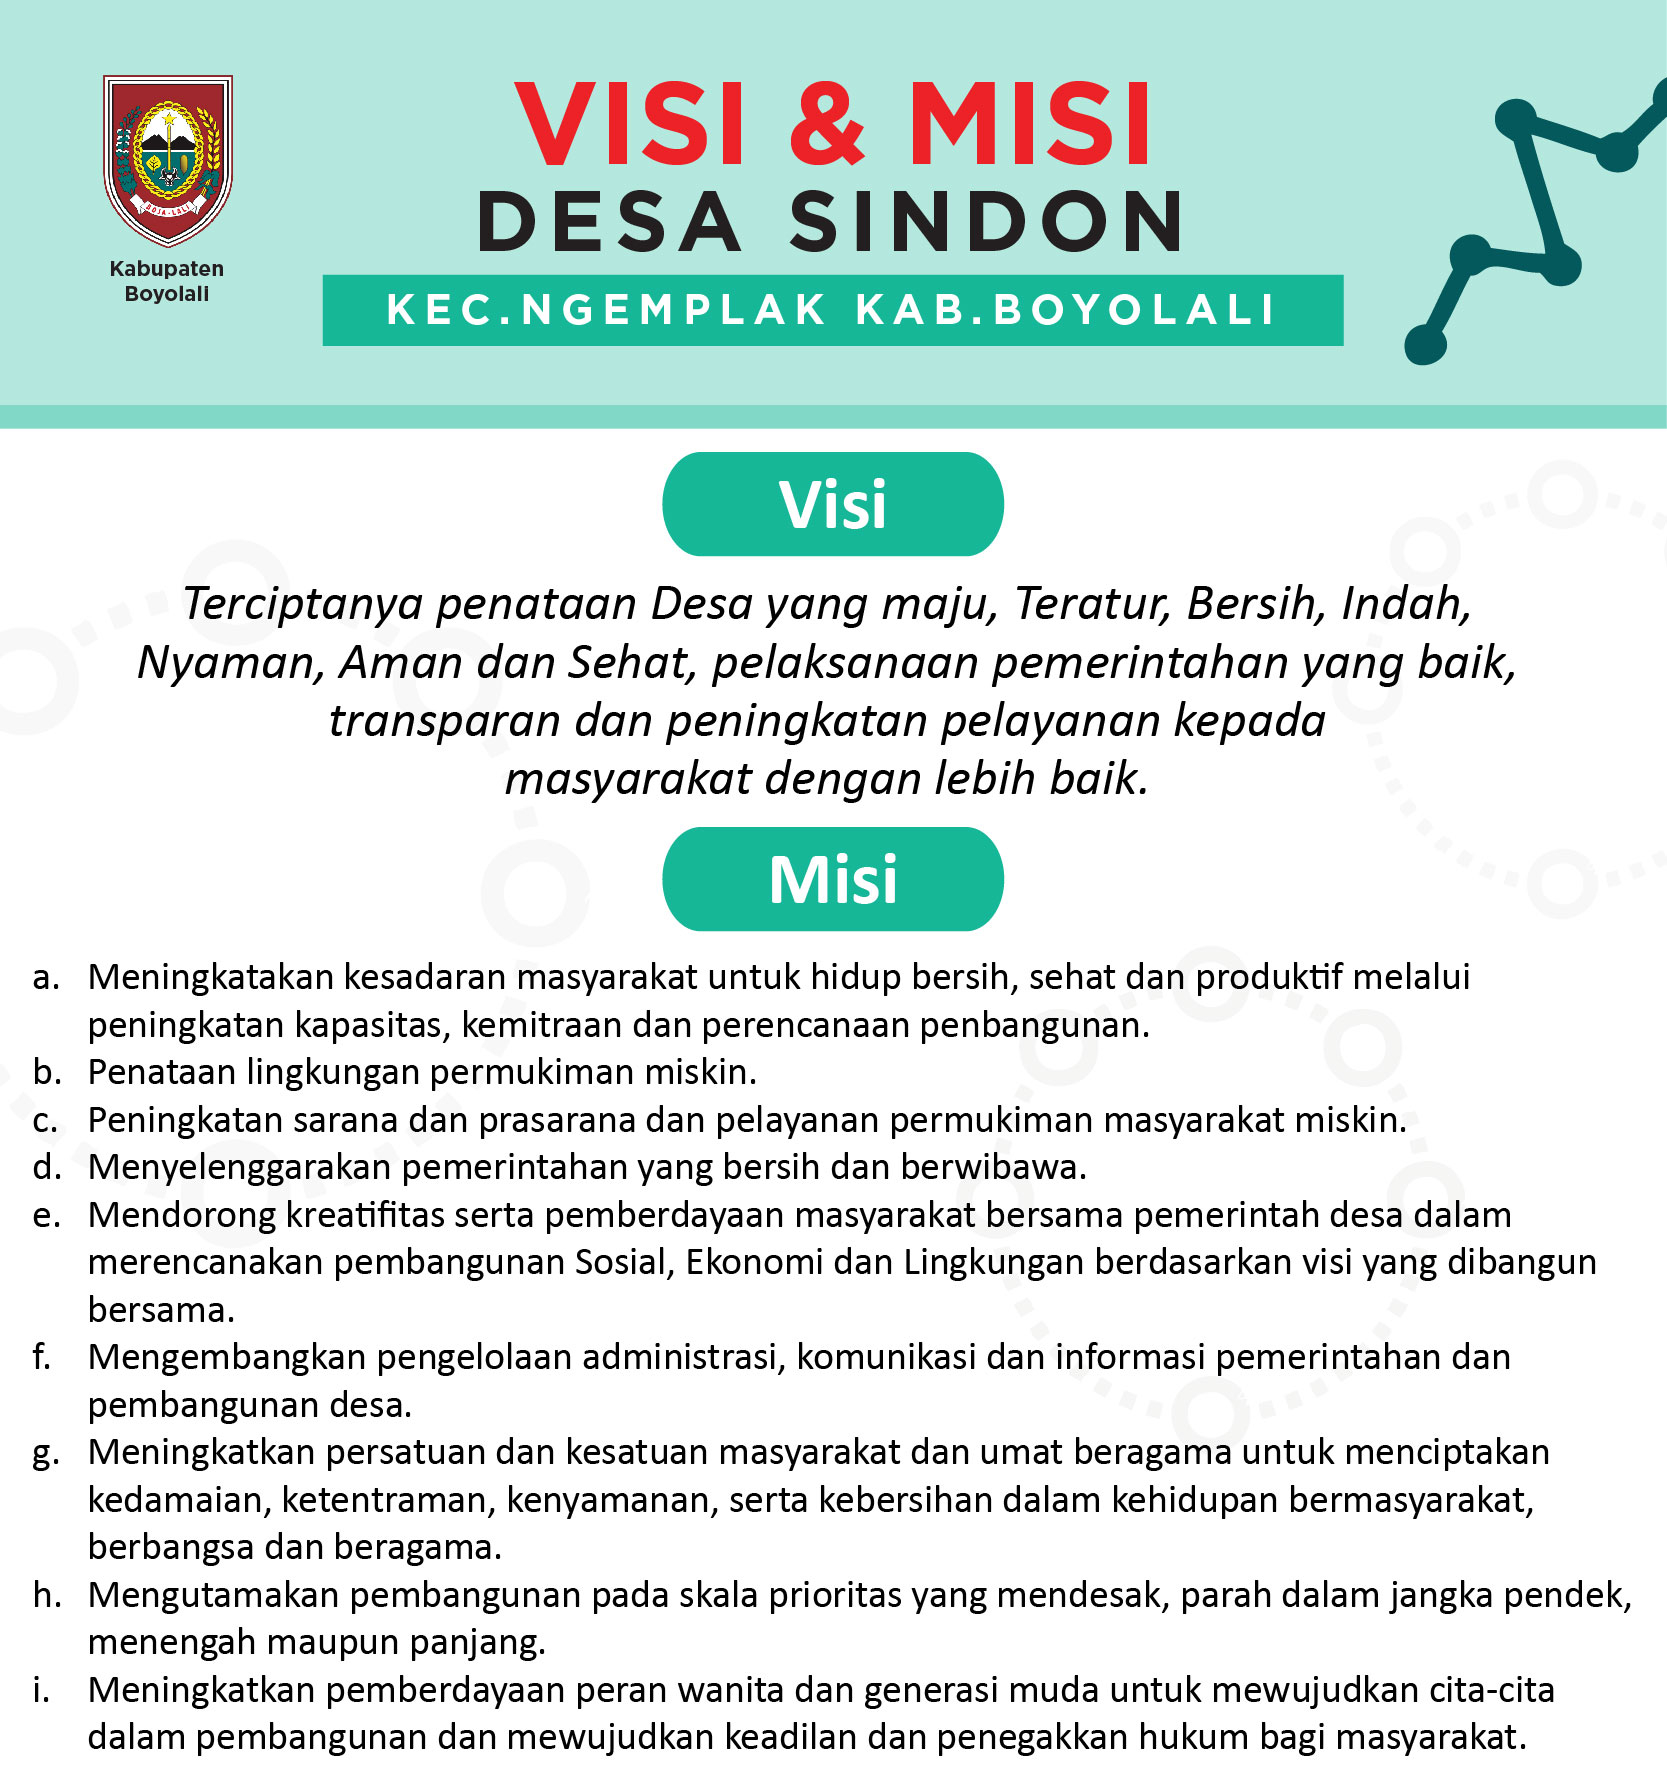 VISI & MISI
DESA SINDON
KEC.NGEMPLAK KAB.BOYOLALI
BOJA-LALI
Kabupaten
Boyolali
Visi
Terciptanya penataan Desa yang maju, Teratur, Bersih, Indah,
Nyaman, Aman dan Sehat, pelaksanaan pemerintahan yang baik,
transparan dan peningkatan pelayanan kepada
masyarakat dengan lebih baik.
Misi
a. Meningkatakan kesadaran masyarakat untuk hidup bersih, sehat dan produktif melalui
peningkatan kapasitas, kemitraan dan perencanaan penbangunan.
b. Penataan lingkungan permukiman miskin.
c. Peningkatan sarana dan prasarana dan pelayanan permukiman masyarakat miskin.
d. Menyelenggarakan pemerintahan yang bersih dan berwibawa.
e. Mendorong kreatifitas serta pemberdayaan masyarakat bersama pemerintah desa dalam
merencanakan pembangunan Sosial, Ekonomi dan Lingkungan berdasarkan visi yang dibangun
bersama.
f. Mengembangkan pengelolaan administrasi, komunikasi dan informasi pemerintahan dan
pembangunan desa.
g. Meningkatkan persatuan dan kesatuan masyarakat dan umat beragama untuk menciptakan
kedamaian, ketentraman, kenyamanan, serta kebersihan dalam kehidupan bermasyarakat,
berbangsa dan beragama.
h. Mengutamakan pembangunan pada skala prioritas yang mendesak, parah dalam jangka pendek,
menengah maupun panjang.
i. Meningkatkan pemberdayaan peran wanita dan generasi muda untuk mewujudkan cita-cita
dalam pembangunan dan mewujudkan keadilan dan penegakkan hukum bagi masyarakat.